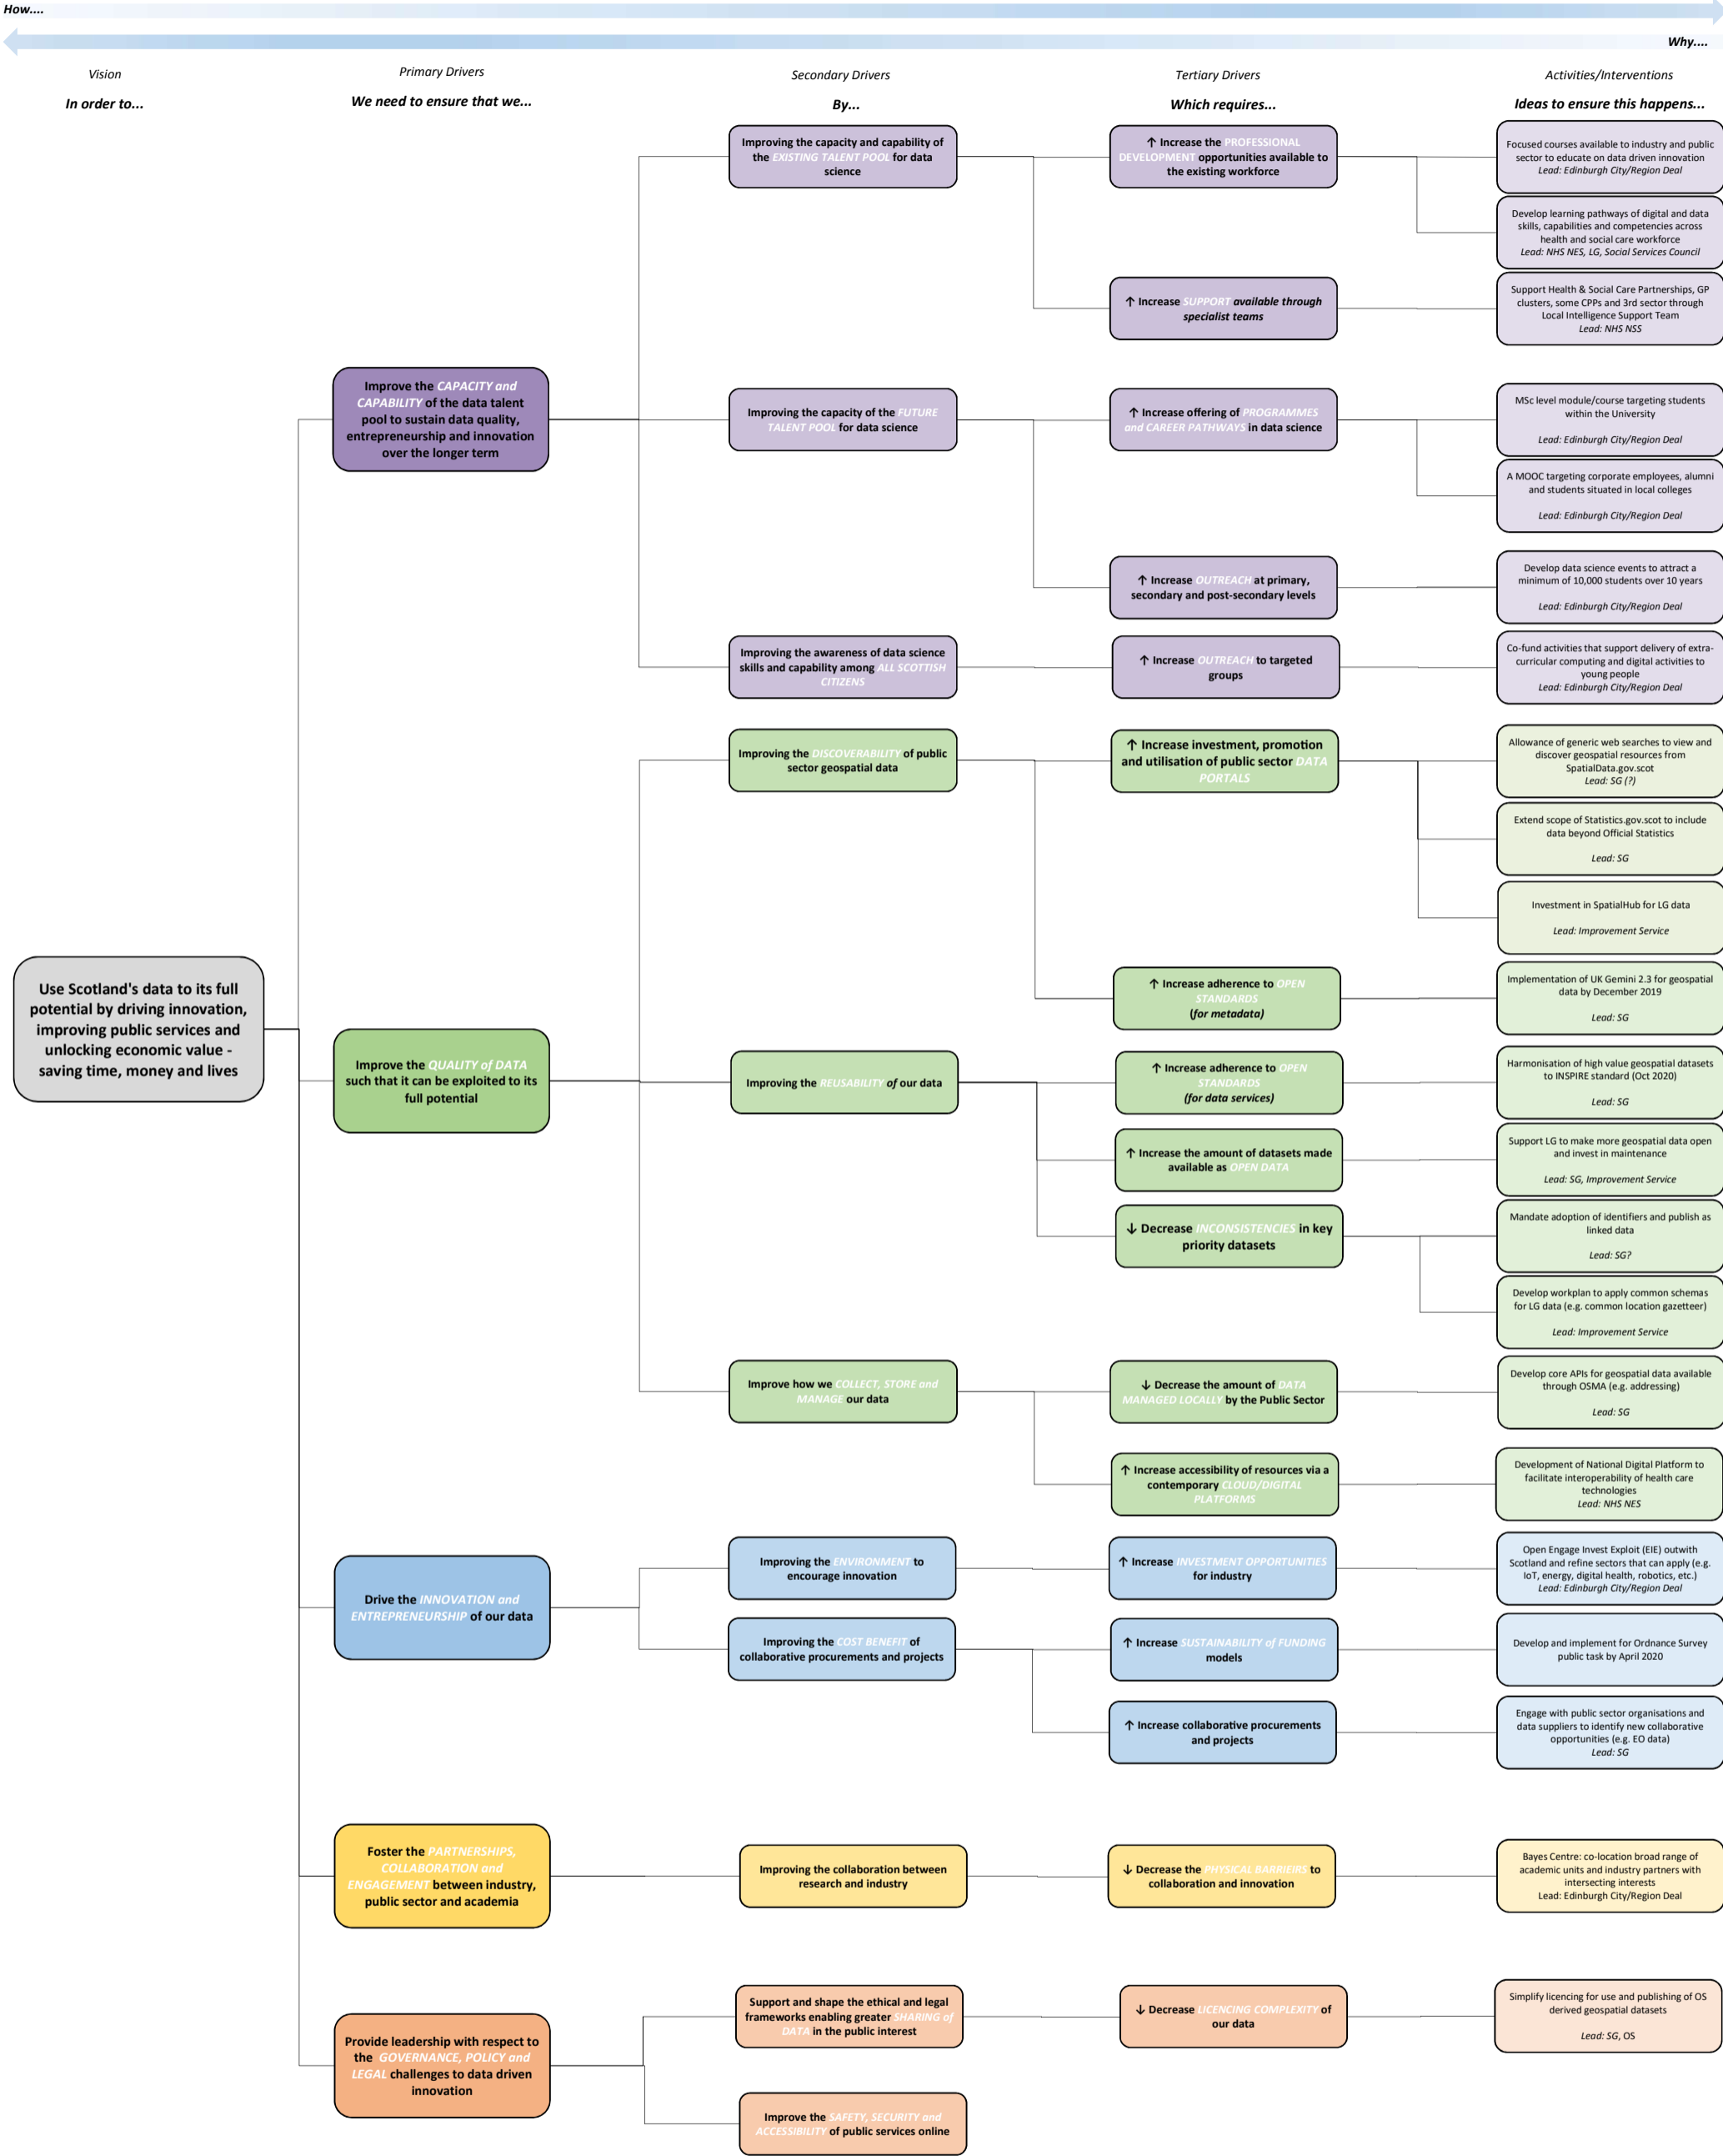 How....
Why....
Vision
In order to...
Primary Drivers
We need to ensure that we...
Secondary Drivers
By...
Tertiary Drivers
Which requires...
Activities/Interventions
Ideas to ensure this happens...
Use Scotland's data to its full
potential by driving innovation,
improving public services and
unlocking economic value -
saving time, money and lives
Improve the CAPACITY and
CAPABILITY of the data talent
pool to sustain data quality,
entrepreneurship and innovation
over the longer term
Improving the capacity and capability of
the EXISTING TALENT POOL for data
science
↑ Increase the PROFESSIONAL
DEVELOPMENT opportunities available to
the existing workforce
Focused courses available to industry and public
sector to educate on data driven innovation
Lead: Edinburgh City/Region Deal
Develop learning pathways of digital and data
skills, capabilities and competencies across
health and social care workforce
Lead: NHS NES, LG, Social Services Council
↑ Increase SUPPORT available through
specialist teams
Support Health & Social Care Partnerships, GP
clusters, some CPPs and 3rd sector through
Local Intelligence Support Team
Lead: NHS NSS
Improving the capacity of the FUTURE
TALENT POOL for data science
↑ Increase offering of PROGRAMMES
and CAREER PATHWAYS in data science
MSc level module/course targeting students
within the University
Lead: Edinburgh City/Region Deal
A MOOC targeting corporate employees, alumni
and students situated in local colleges
Lead: Edinburgh City/Region Deal
↑ Increase OUTREACH at primary,
secondary and post-secondary levels
Develop data science events to attract a
minimum of 10,000 students over 10 years
Lead: Edinburgh City/Region Deal
Improving the awareness of data science
skills and capability among ALL SCOTTISH
CITIZENS
↑ Increase OUTREACH to targeted
groups
Co-fund activities that support delivery of extra-
curricular computing and digital activities to
young people
Lead: Edinburgh City/Region Deal
Improve the QUALITY of DATA
such that it can be exploited to its
full potential
Improving the DISCOVERABILITY of public
sector geospatial data
↑ Increase investment, promotion
and utilisation of public sector DATA
PORTALS
Allowance of generic web searches to view and
discover geospatial resources from
SpatialData.gov.scot
Lead: SG (?)
Extend scope of Statistics.gov.scot to include
data beyond Official Statistics
Lead: SG
Investment in SpatialHub for LG data
Lead: Improvement Service
↑ Increase adherence to OPEN
STANDARDS
(for metadata)
Implementation of UK Gemini 2.3 for geospatial
data by December 2019
Lead: SG
Improving the REUSABILITY of our data
↑ Increase adherence to OPEN
STANDARDS
(for data services)
Harmonisation of high value geospatial datasets
to INSPIRE standard (Oct 2020)
Lead: SG
↑ Increase the amount of datasets made
available as OPEN DATA
Support LG to make more geospatial data open
and invest in maintenance
Lead: SG, Improvement Service
↓ Decrease INCONSISTENCIES in key
priority datasets
Mandate adoption of identifiers and publish as
linked data
Lead: SG?
Develop workplan to apply common schemas
for LG data (e.g. common location gazetteer)
Lead: Improvement Service
Improve how we COLLECT, STORE and
MANAGE our data
↓ Decrease the amount of DATA
MANAGED LOCALLY by the Public Sector
Develop core APIs for geospatial data available
through OSMA (e.g. addressing)
Lead: SG
↑ Increase accessibility of resources via a
contemporary CLOUD/DIGITAL
PLATFORMS
Development of National Digital Platform to
facilitate interoperability of health care
technologies
Lead: NHS NES
Drive the INNOVATION and
ENTREPRENEURSHIP of our data
Improving the ENVIRONMENT to
encourage innovation
↑ Increase INVESTMENT OPPORTUNITIES
for industry
Open Engage Invest Exploit (EIE) outwith
Scotland and refine sectors that can apply (e.g.
IoT, energy, digital health, robotics, etc.)
Lead: Edinburgh City/Region Deal
Improving the COST BENEFIT of
collaborative procurements and projects
↑ Increase SUSTAINABILITY of FUNDING
models
Develop and implement for Ordnance Survey
public task by April 2020
↑ Increase collaborative procurements
and projects
Engage with public sector organisations and
data suppliers to identify new collaborative
opportunities (e.g. EO data)
Lead: SG
Foster the PARTNERSHIPS,
COLLABORATION and
ENGAGEMENT between industry,
public sector and academia
Improving the collaboration between
research and industry
↓ Decrease the PHYSICAL BARRIEIRS to
collaboration and innovation
Bayes Centre: co-location broad range of
academic units and industry partners with
intersecting interests
Lead: Edinburgh City/Region Deal
Provide leadership with respect to
the GOVERNANCE, POLICY and
LEGAL challenges to data driven
innovation
Support and shape the ethical and legal
frameworks enabling greater SHARING of
DATA in the public interest
↓ Decrease LICENCING COMPLEXITY of
our data
Simplify licencing for use and publishing of OS
derived geospatial datasets
Lead: SG, OS
Improve the SAFETY, SECURITY and
ACCESSIBILITY of public services online